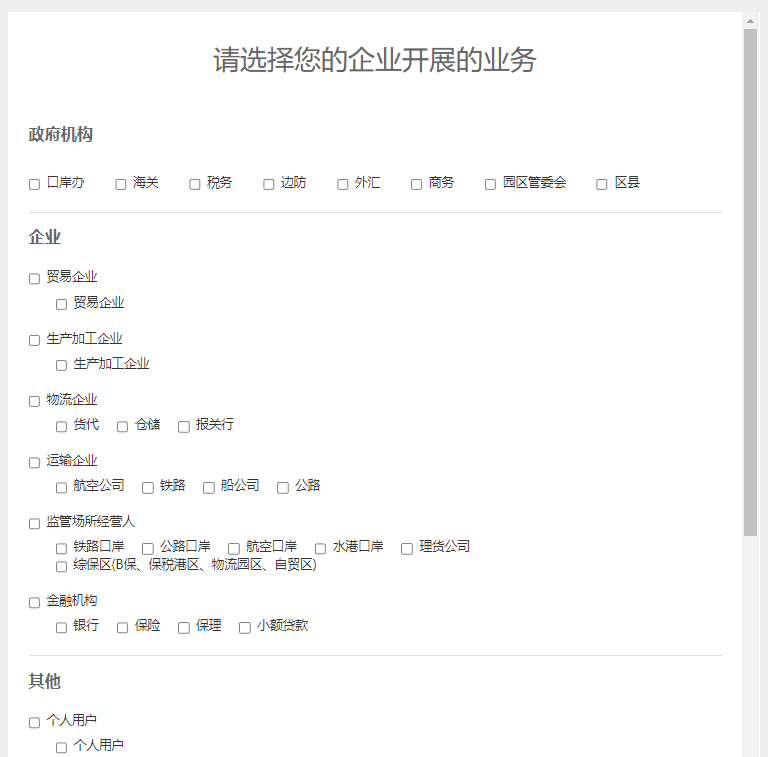 请选择您的企业开展的业务
政府机构
口岸办 海关 税务 边防 外汇 商务 园区管委会 区县
企业
贸易企业
贸易企业
生产加工企业
生产加工企业
物流企业
货代 仓储 报关行
运输企业
航空公司 铁路 船公司 公路
监管场所经营人
铁路口岸 公路口岸 航空口岸 水港口岸 理货公司
综保区(B保、保税港区、物流园区、自贸区)
金融机构
银行 保险 保理 小额贷款
其他
个人用户
个人用户